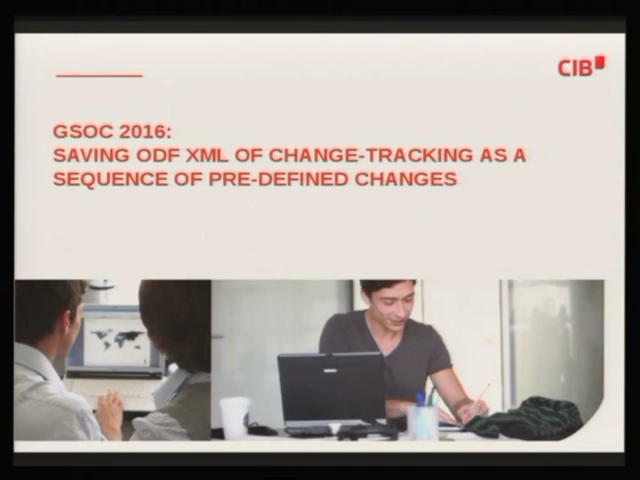 CIB
GSOC 2016:
SAVING ODF XML OF CHANGE-TRACKING AS A
SEQUENCE OF PRE-DEFINED CHANGES